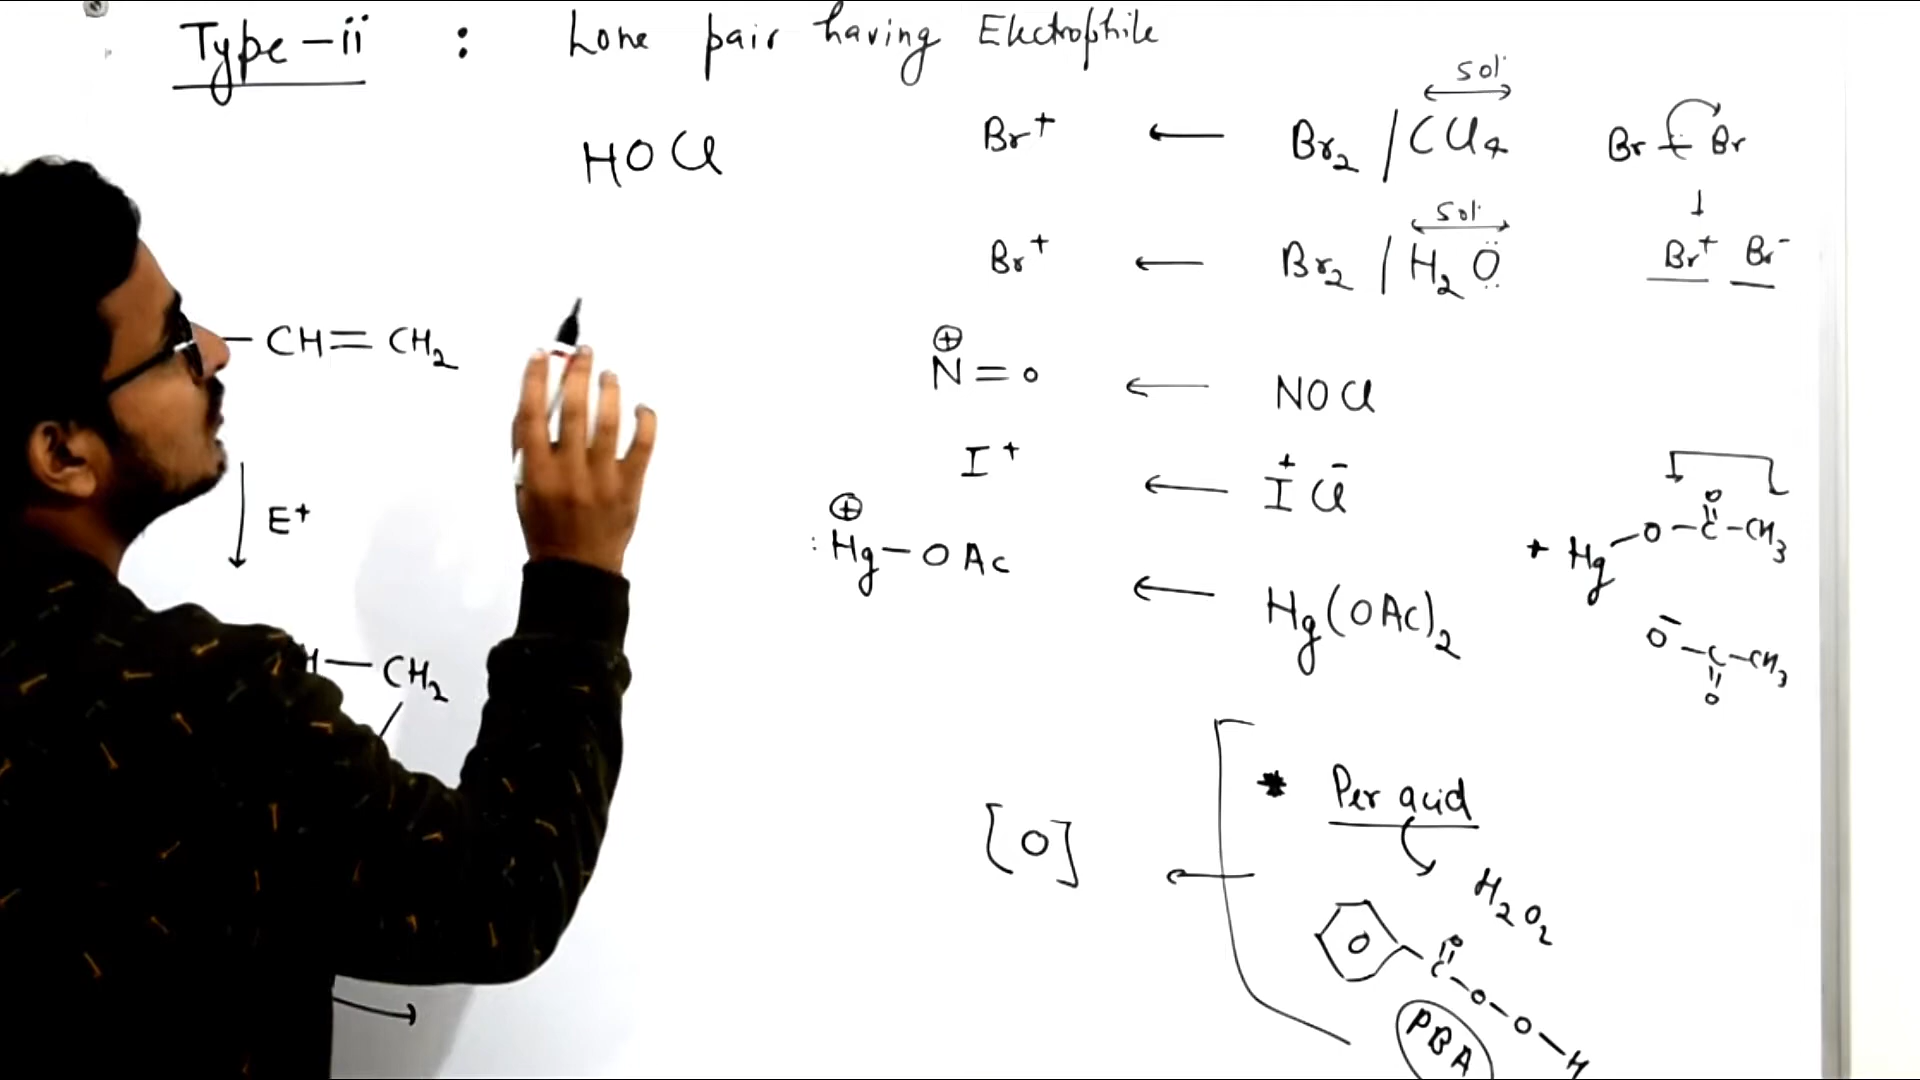 Type-ii : Lone pair having Electrophile
HOCl
Br+ ← Br2 / CCl4
sol.
Br Br
↓
Br+ Br-
Br+ ← Br2 / H2O
sol.
CH=CH2
N=O ← NOCl
⊕
I+ ← I+ Cl-
↓ E+
:Hg-OAc ← Hg(OAc)2
⊕
+Hg-O-C-CH3
O
O- -C-CH3
O
H-CH2
[O] ←
* Per acid
H2O2
O
C-O-O-H
O
PBA